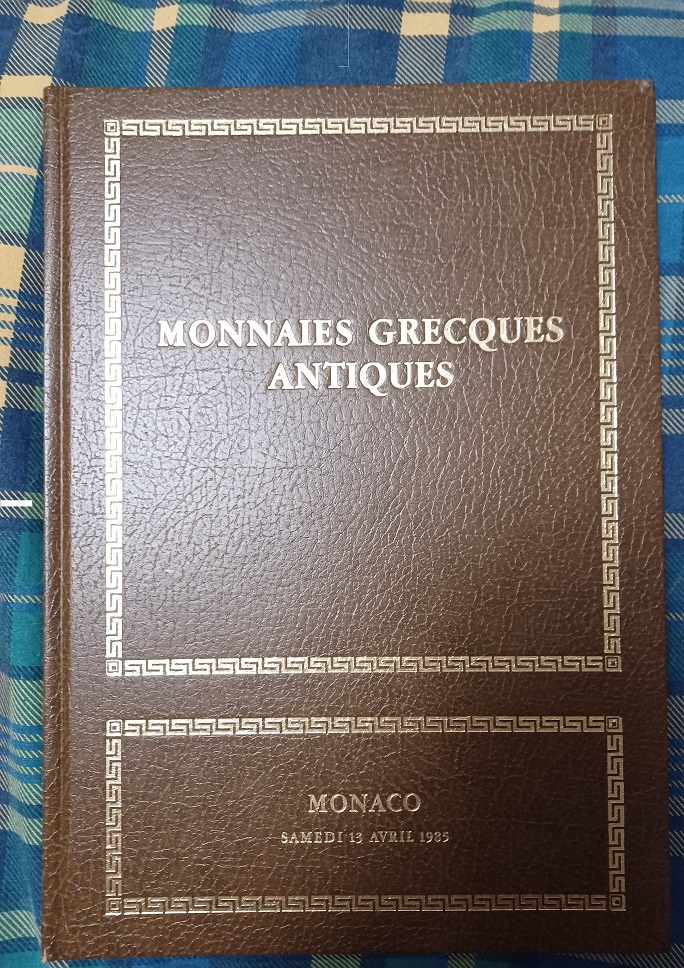 MONNAIES GRECQUES
ANTIQUES
MONACO
SAMEDI 13 AVRIL 1985